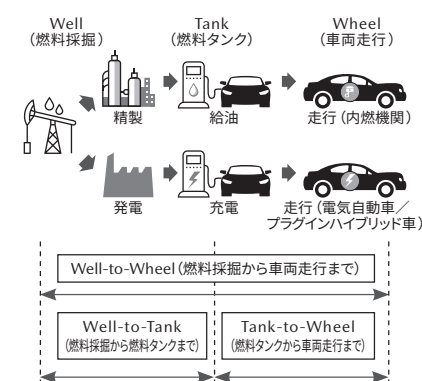 Well
(燃料採掘)
Tank
(燃料タンク)
Wheel
(車両走行)
精製
給油
走行(内燃機関)
発電
充電
走行(電気自動車/
プラグインハイブリッド車)
Well-to-Wheel(燃料採掘から車両走行まで)
Well-to-Tank
(燃料採掘から燃料タンクまで)
Tank-to-Wheel
(燃料タンクから車両走行まで)